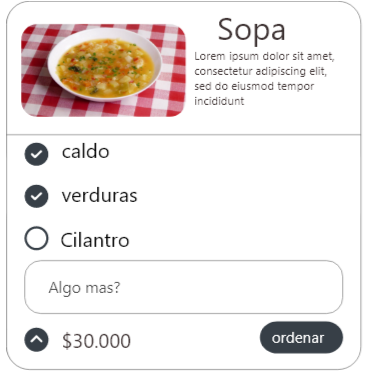 Sopa
Lorem ipsum dolor sit amet,
consectetur adipiscing elit,
sed do eiusmod tempor
incididunt
caldo
verduras
Cilantro
Algo mas?
$30.000
ordenar